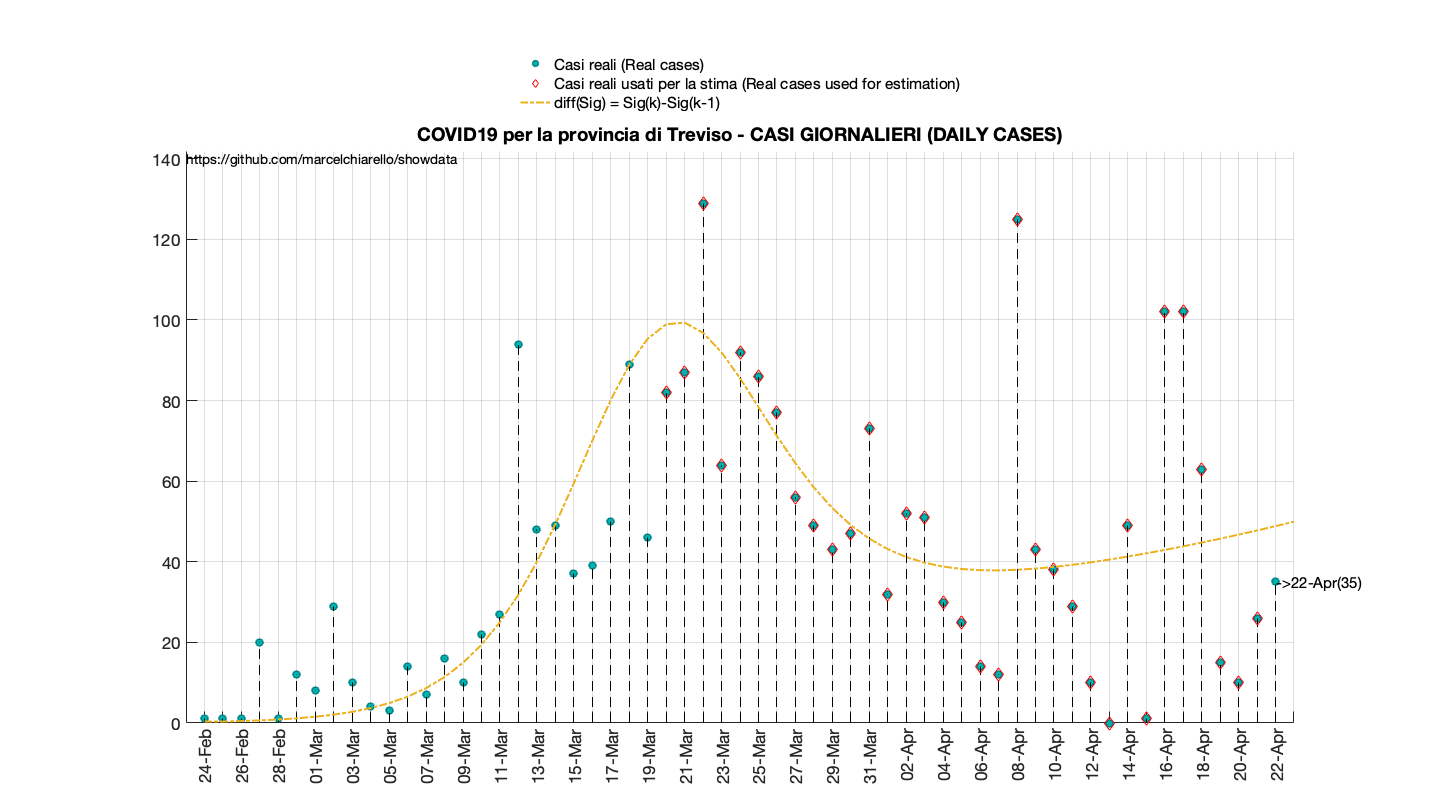 Casi reali (Real cases)
Casi reali usati per la stima (Real cases used for estimation)
diff(Sig) = Sig(k)-Sig(k-1)
COVID19 per la provincia di Treviso - CASI GIORNALIERI (DAILY CASES)
https://github.com/marcelchiarello/showdata
140
120
100
80
60
40
20
0
->22-Apr(35)
24-Feb
26-Feb
28-Feb
01-Mar
03-Mar
05-Mar
07-Mar
09-Mar
11-Mar
13-Mar
15-Mar
17-Mar
19-Mar
21-Mar
23-Mar
25-Mar
27-Mar
29-Mar
31-Mar
02-Apr
04-Apr
06-Apr
08-Apr
10-Apr
12-Apr
14-Apr
16-Apr
18-Apr
20-Apr
22-Apr